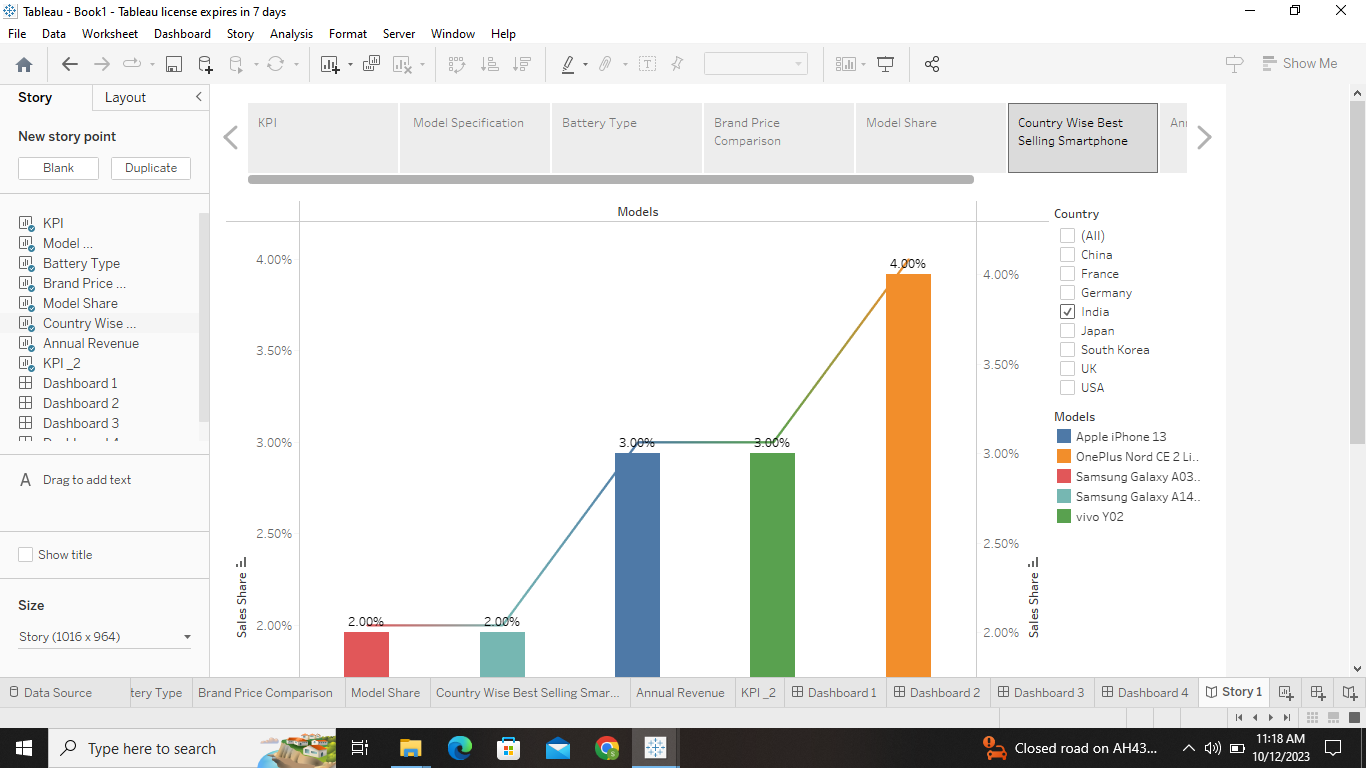 Tableau - Book1 - Tableau license expires in 7 days
File Data Worksheet Dashboard Story Analysis Format Server Window Help
Show Me
Story Layout
New story point
Blank Duplicate
KPI
Model ...
Battery Type
Brand Price ...
Model Share
Country Wise ...
Annual Revenue
KPI _2
Dashboard 1
Dashboard 2
Dashboard 3
A Drag to add text
Show title
Size
Story (1016 x 964)
KPI
Model Specification
Battery Type
Brand Price
Comparison
Model Share
Country Wise Best
Selling Smartphone
Models
4.00%
3.50%
3.00%
2.50%
2.00%
Sales Share
2.00%
2.00%
3.00%
3.00%
4.00%
4.00%
3.50%
3.00%
2.50%
2.00%
Sales Share
Country
(All)
China
France
Germany
India
Japan
South Korea
UK
USA
Models
Apple iPhone 13
OnePlus Nord CE 2 Li..
Samsung Galaxy A03..
Samsung Galaxy A14..
vivo Y02
Data Source tery Type Brand Price Comparison Model Share Country Wise Best Selling Smar... Annual Revenue KPI _2 Dashboard 1 Dashboard 2 Dashboard 3 Dashboard 4 Story 1
Type here to search
Closed road on AH43...
11:18 AM
10/12/2023